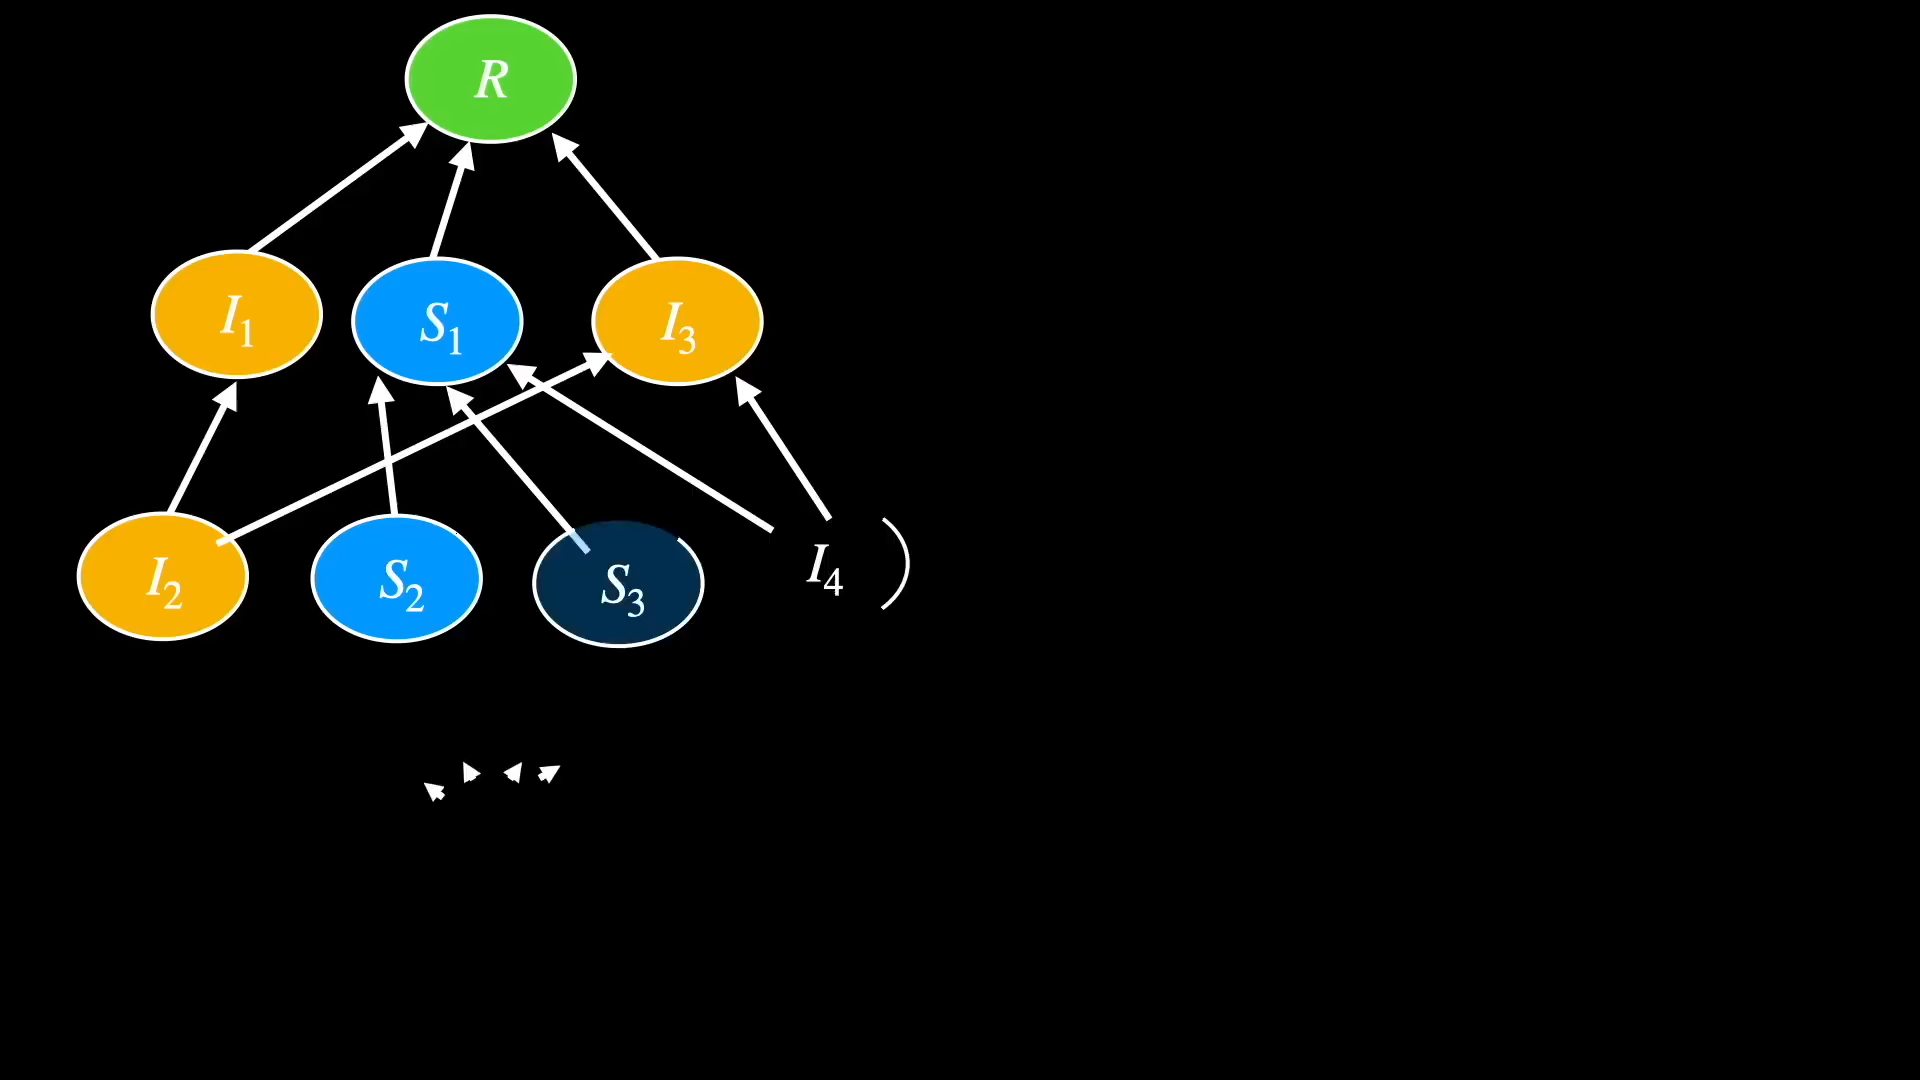 R
I₁ S₁ I₃
I₂ S₂ S₃ I₄